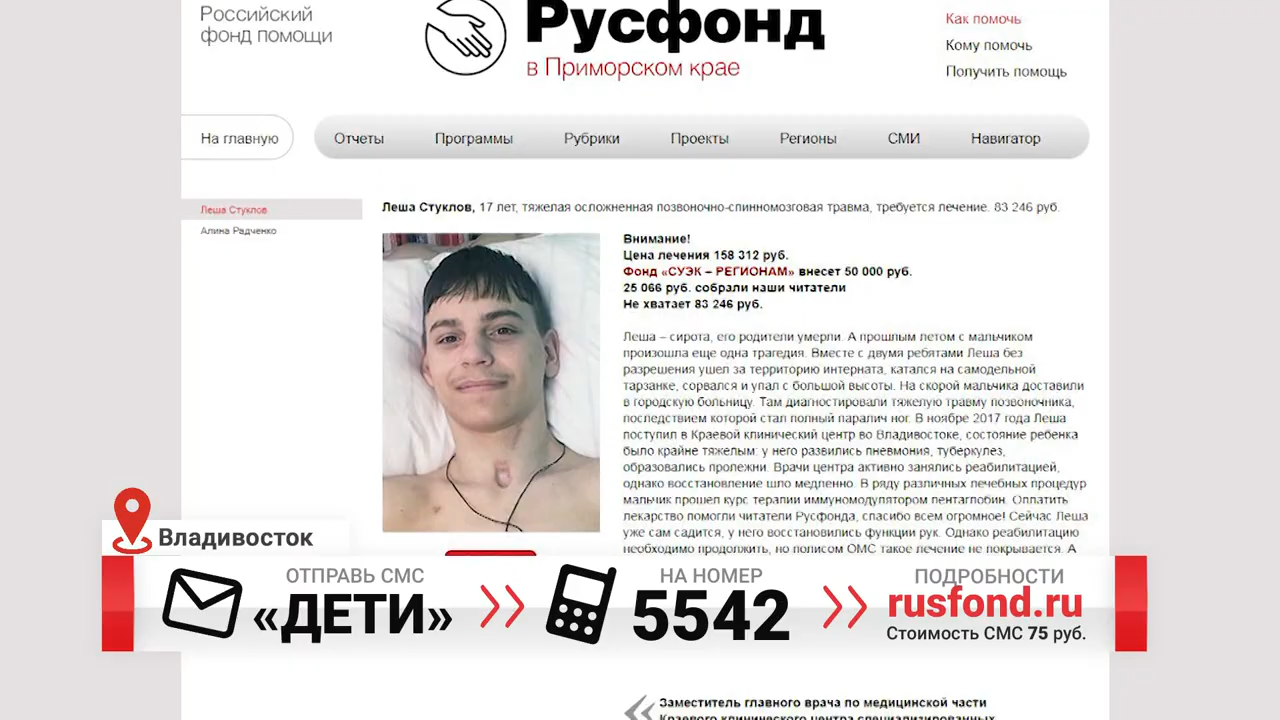 Российский
фонд помощи
Русфонд
в Приморском крае
Как помочь
Кому помочь
Получить помощь
На главную
Отчеты
Программы
Рубрики
Проекты
Регионы
СМИ
Навигатор
Леша Стуклов
Алина Радченко
Леша Стуклов, 17 лет, тяжелая осложненная позвоночно-спинномозговая травма, требуется лечение. 83 246 руб.
Внимание!
Цена лечения 158 312 руб.
Фонд «СУЭК – РЕГИОНАМ» внесет 50 000 руб.
25 066 руб. собрали наши читатели
Не хватает 83 246 руб.
Леша – сирота, его родители умерли. А прошлым летом с мальчиком
произошла еще одна трагедия. Вместе с двумя ребятами Леша без
разрешения ушел за территорию интерната, катался на самодельной
тарзанке, сорвался и упал с большой высоты. На скорой мальчика доставили
в городскую больницу. Там диагностировали тяжелую травму позвоночника,
последствием которой стал полный паралич ног. В ноябре 2017 года Леша
поступил в Краевой клинический центр во Владивостоке, состояние ребенка
было крайне тяжелым: у него развились пневмония, туберкулез,
образовались пролежни. Врачи центра активно занялись реабилитацией,
однако восстановление шло медленно. В ряду различных лечебных процедур
мальчик прошел курс терапии иммуномодулятором пентаглобин. Оплатить
лекарство помогли читатели Русфонда, спасибо всем огромное! Сейчас Леша
уже сам садится, у него восстановились функции рук. Однако реабилитацию
необходимо продолжить, но полисом ОМС такое лечение не покрывается. А
Владивосток
ОТПРАВЬ СМС
«ДЕТИ»
НА НОМЕР
5542
ПОДРОБНОСТИ
rusfond.ru
Стоимость СМС 75 руб.
Заместитель главного врача по медицинской части
Краевого клинического центра специализированных